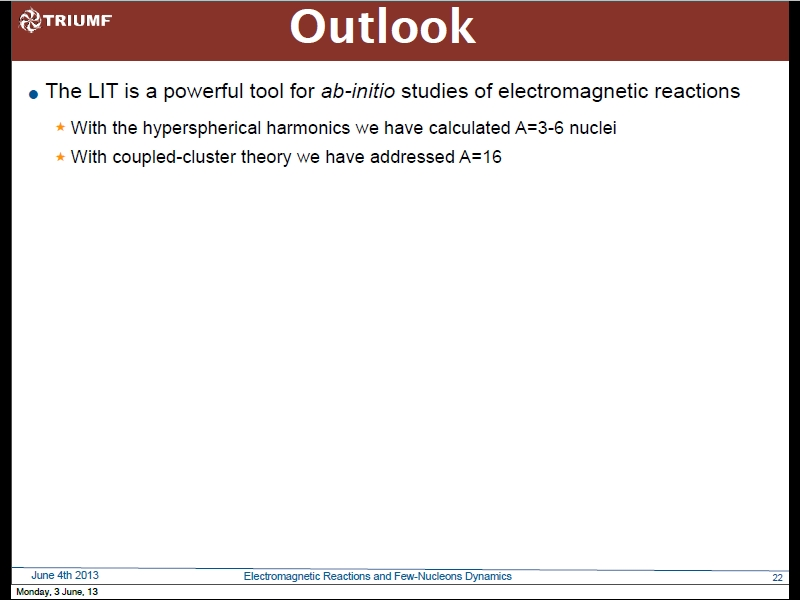 TRIUMF
Outlook
• The LIT is a powerful tool for ab-initio studies of electromagnetic reactions
★ With the hyperspherical harmonics we have calculated A=3-6 nuclei
★ With coupled-cluster theory we have addressed A=16
June 4th 2013 Electromagnetic Reactions and Few-Nucleons Dynamics 22
Monday, 3 June, 13